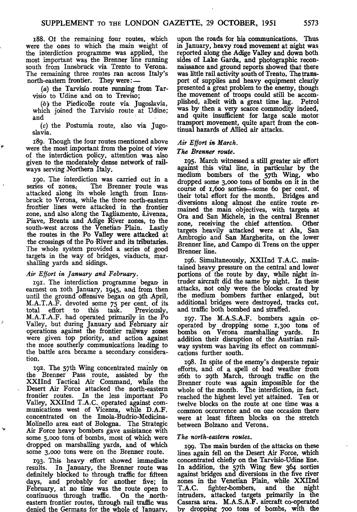 SUPPLEMENT TO THE LONDON GAZETTE, 29 OCTOBER, 1951 5573
188. Of the remaining four routes, which
were the ones to which the main weight of
the interdiction programme was applied, the
most important was the Brenner line running
south from Innsbruck via Trento to Verona.
The remaining three routes ran across Italy's
north-eastern frontier. They were:—
(a) the Tarvisio route running from Tar-
visio to Udine and on to Treviso;
(b) the Piedicolle route via Jugoslavia,
which joined the Tarvisio route at Udine;
and
(c) the Postumia route, also via Jugo-
slavia.
189. Though the four routes mentioned above
were the most important from the point of view
of the interdiction policy, attention was also
given to the moderately dense network of rail-
ways serving Northern Italy.
190. The interdiction was carried out in a
series of zones. The Brenner route was
attacked along its whole length from Inns-
bruck to Verona, while the three north-eastern
frontier lines were attacked in the frontier
zone, and also along the Tagliamento, Livenza,
Piave, Brenta and Adige River zones, to the
south-west across the Venetian Plain. Lastly
the routes in the Po Valley were attacked at
the crossings of the Po River and its tributaries.
The whole system provided a series of good
targets in the way of bridges, viaducts, mar-
shalling yards and sidings.
Air Effort in January and February.
191. The interdiction programme began in
earnest on 10th January, 1945, and from then
until the ground offensive began on 9th April,
M.A.T.A.F. devoted some 75 per cent. of its
total effort to this task. Previously,
M.A.T.A.F. had operated primarily in the Po
Valley, but during January and February air
operations against the frontier railway zones
were given top priority, and action against
the more southerly communications leading to
the battle area became a secondary considera-
tion.
192. The 57th Wing concentrated mainly on
the Brenner Pass route, assisted by the
XXIInd Tactical Air Command, while the
Desert Air Force attacked the north-eastern
frontier routes. In the less important Po
Valley, XXIInd T.A.C. operated against com-
munications west of Vicenza, while D.A.F.
concentrated on the Imola-Budrio-Medicina-
Molinello area east of Bologna. The Strategic
Air Force heavy bombers gave assistance with
some 5,000 tons of bombs, most of which were
dropped on marshalling yards, and of which
some 3,000 tons were on the Brenner route.
193. This heavy effort showed immediate
results. In January, the Brenner route was
definitely blocked to through traffic for fifteen
days, and probably for another five; in
February, at no time was the route open to
continuous through traffic. On the north-
eastern frontier routes, through rail traffic was
denied the Germans for the whole of January,
upon the roads for his communications. Thus
in January, heavy road movement at night was
reported along the Adige Valley and down both
sides of Lake Garda, and photographic recon-
naissance and ground reports showed that there
was little rail activity south of Trento. The trans-
port of supplies and heavy equipment clearly
presented a great problem to the enemy, though
the movement of troops could still be accom-
plished, albeit with a great time lag. Petrol
was by then a very scarce commodity indeed,
and quite insufficient for large scale motor
transport movement, quite apart from the con-
tinual hazards of Allied air attacks.
Air Effort in March.
The Brenner route.
195. March witnessed a still greater air effort
against this vital line, in particular by the
medium bombers of the 57th Wing, who
dropped some 2,500 tons of bombs on it in the
course of 1,600 sorties—some 60 per cent. of
their total effort for the month. Bridges and
diversions along almost the entire route re-
mained the main objectives, with targets at
Ora and San Michele, in the central Brenner
zone, receiving the chief attention. Other
targets heavily attacked were at Ala, San
Ambrogio and San Margherita, on the lower
Brenner line, and Campo di Trens on the upper
Brenner line.
196. Simultaneously, XXIInd T.A.C. main-
tained heavy pressure on the central and lower
portions of the route by day, while night in-
truder aircraft did the same by night. In these
attacks, not only were the blocks created by
the medium bombers further enlarged, but
additional bridges were destroyed, tracks cut,
and traffic both bombed and strafed.
197. The M.A.S.A.F. bombers again co-
operated by dropping some 1,300 tons of
bombs on Verona marshalling yards. In
addition their disruption of the Austrian rail-
way system was having its effect on communi-
cations further south.
198. In spite of the enemy's desperate repair
efforts, and of a spell of bad weather from
26th to 29th March, through traffic on the
Brenner route was again impossible for the
whole of the month. The interdiction, in fact,
reached the highest level yet attained. Ten or
twelve blocks on the route at one time was a
common occurrence and on one occasion there
were at least fifteen blocks on the stretch
between Bolzano and Verona.
The north-eastern routes.
199. The main burden of the attacks on these
lines again fell on the Desert Air Force, which
concentrated chiefly on the Tarvisio-Udine line.
In addition, the 57th Wing flew 364 sorties
against bridges and diversions in the five river
zones in the Venetian Plain, while XXIInd
T.A.C. fighter-bombers, and the night
intruders, attacked targets primarily in the
Casarsa area. M.A.S.A.F. aircraft co-operated
by dropping 700 tons of bombs, with the